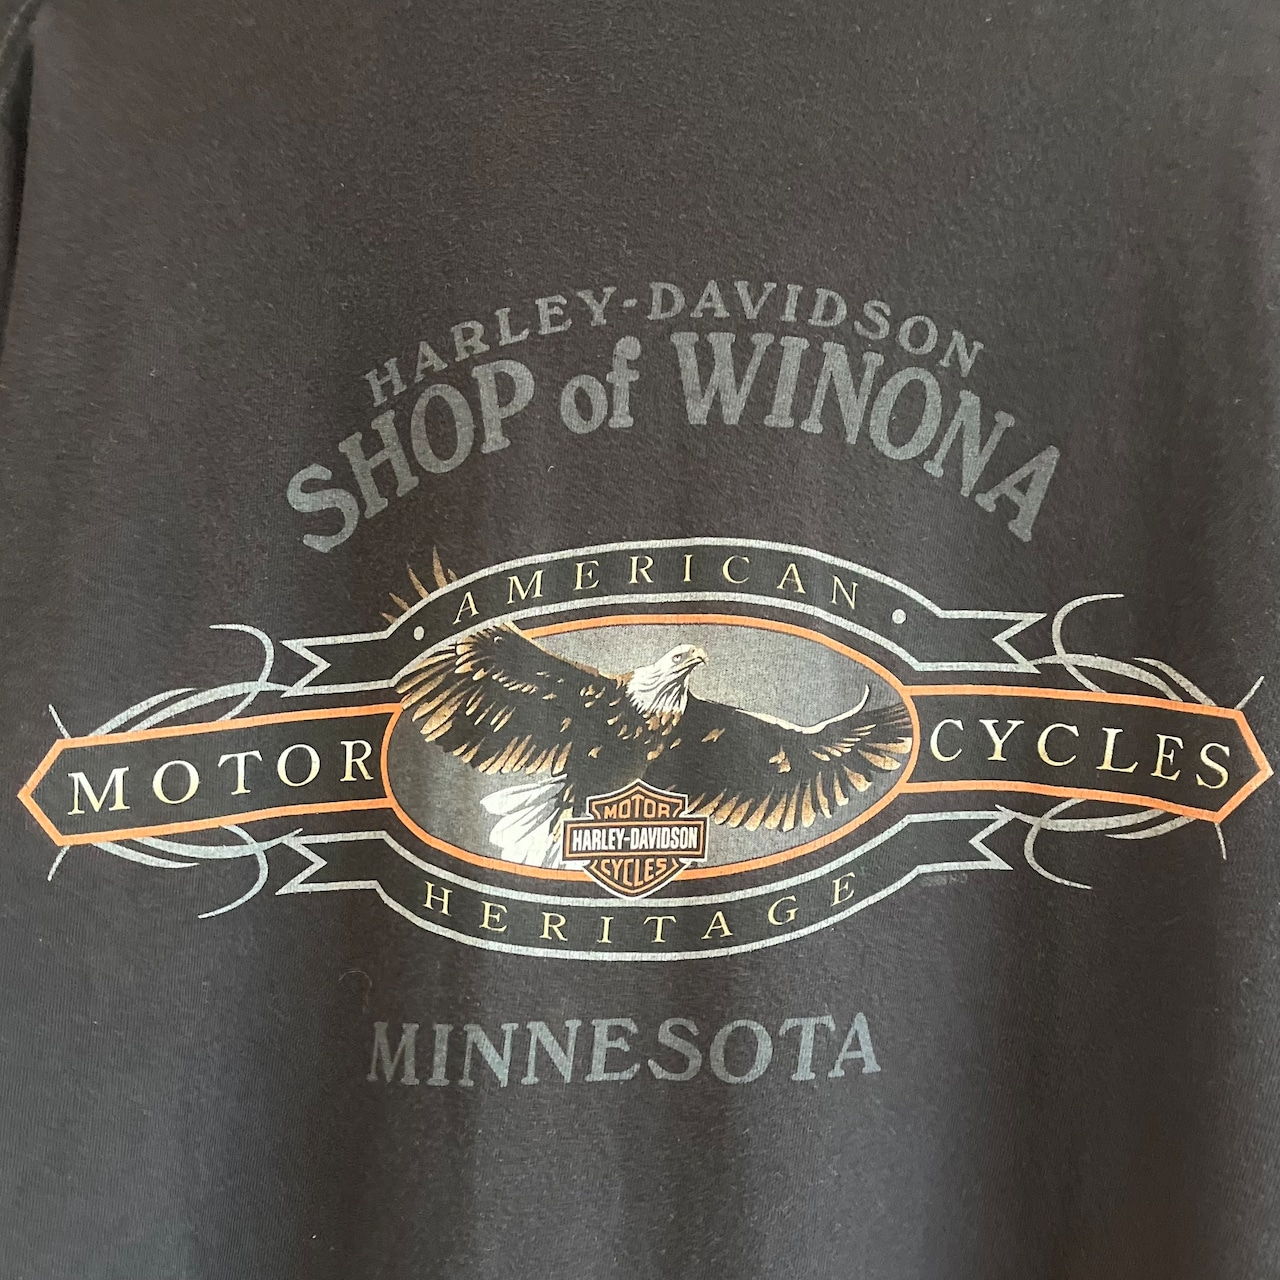 HARLEY-DAVIDSON
SHOP of WINONA
• AMERICAN •
MOTOR CYCLES
MOTOR
HARLEY-DAVIDSON
CYCLES
HERITAGE
MINNESOTA